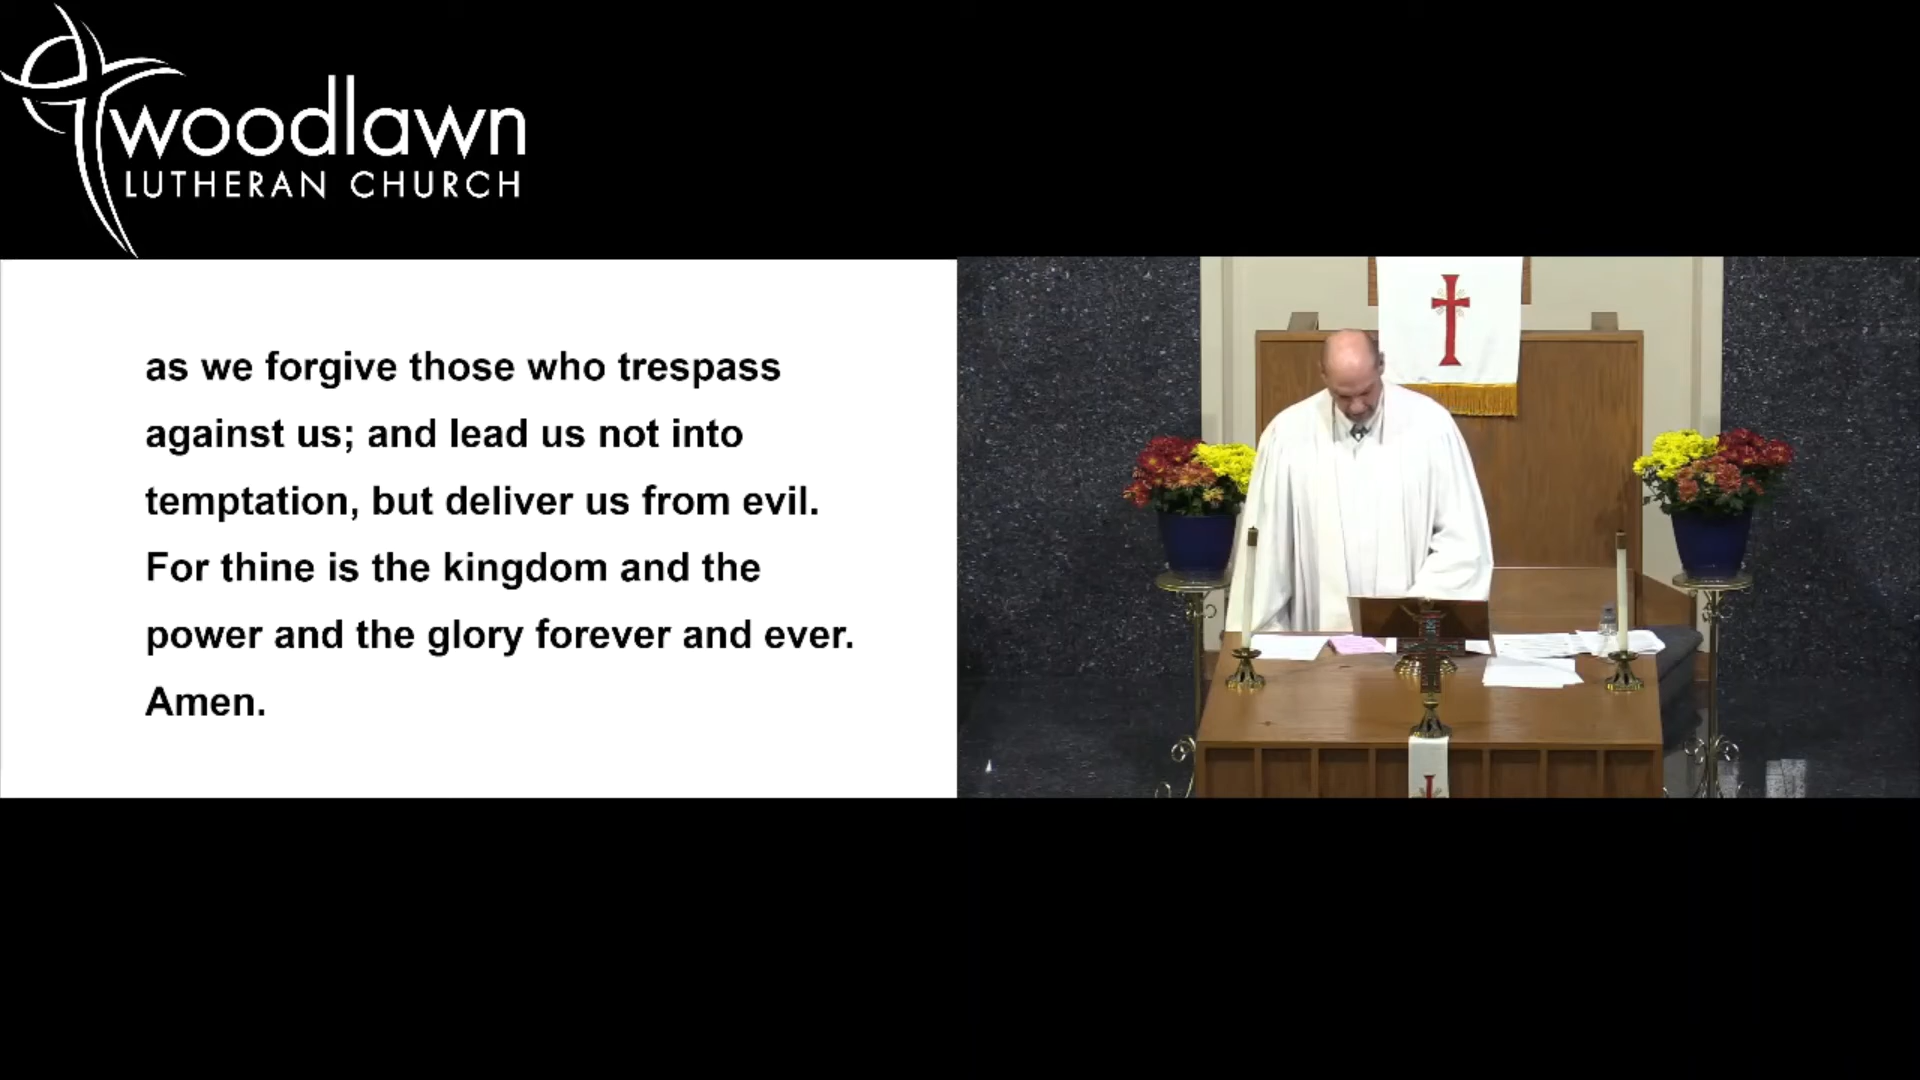 woodlawn
LUTHERAN CHURCH
as we forgive those who trespass
against us; and lead us not into
temptation, but deliver us from evil.
For thine is the kingdom and the
power and the glory forever and ever.
Amen.